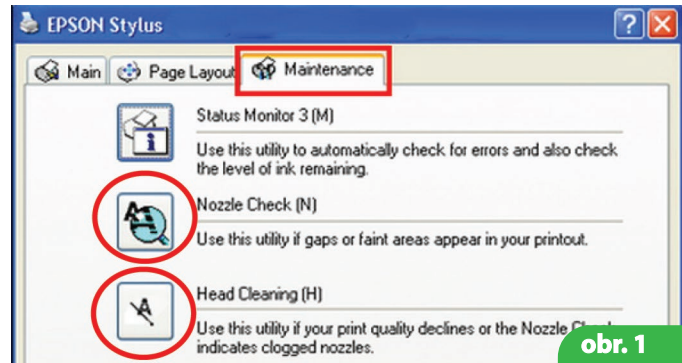 EPSON Stylus
Main
Page Layout
Maintenance
Status Monitor 3 (M)
Use this utility to automatically check for errors and also check
the level of ink remaining.
Nozzle Check (N)
Use this utility if gaps or faint areas appear in your printout.
Head Cleaning (H)
Use this utility if your print quality declines or the Nozzle
indicates clogged nozzles.
obr. 1